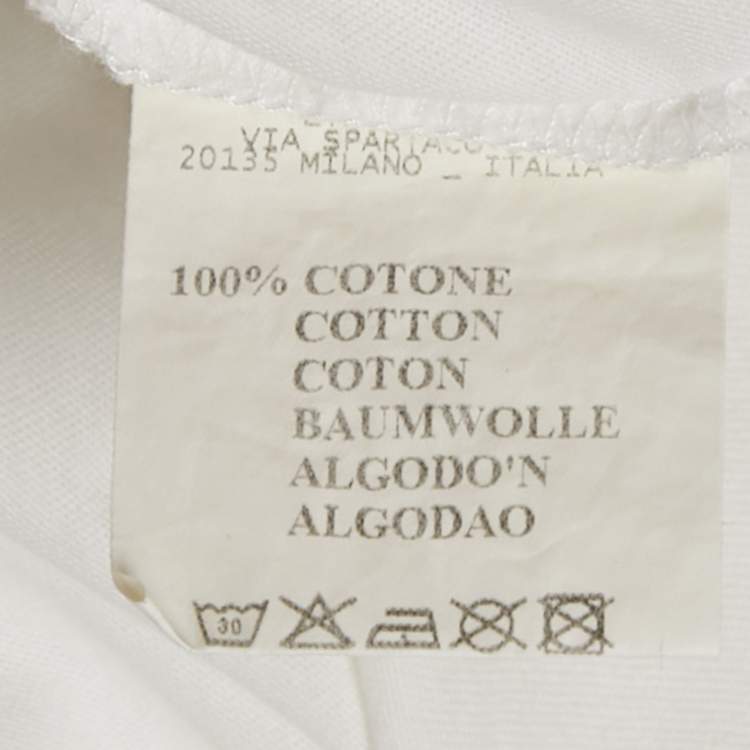 VIA SPARTACO
20135 MILANO _ ITALIA
100% COTONE
COTTON
COTON
BAUMWOLLE
ALGODO'N
ALGODAO
30